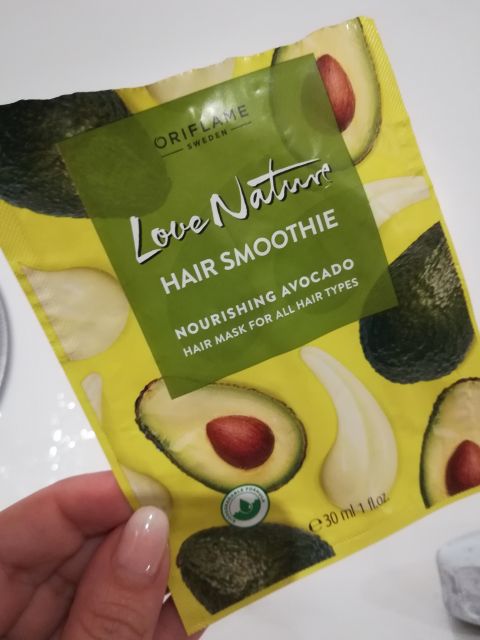 ORIFLAME
SWEDEN
Love Nature
HAIR SMOOTHIE
NOURISHING AVOCADO
HAIR MASK FOR ALL HAIR TYPES
e 30 ml 1 fl.oz.